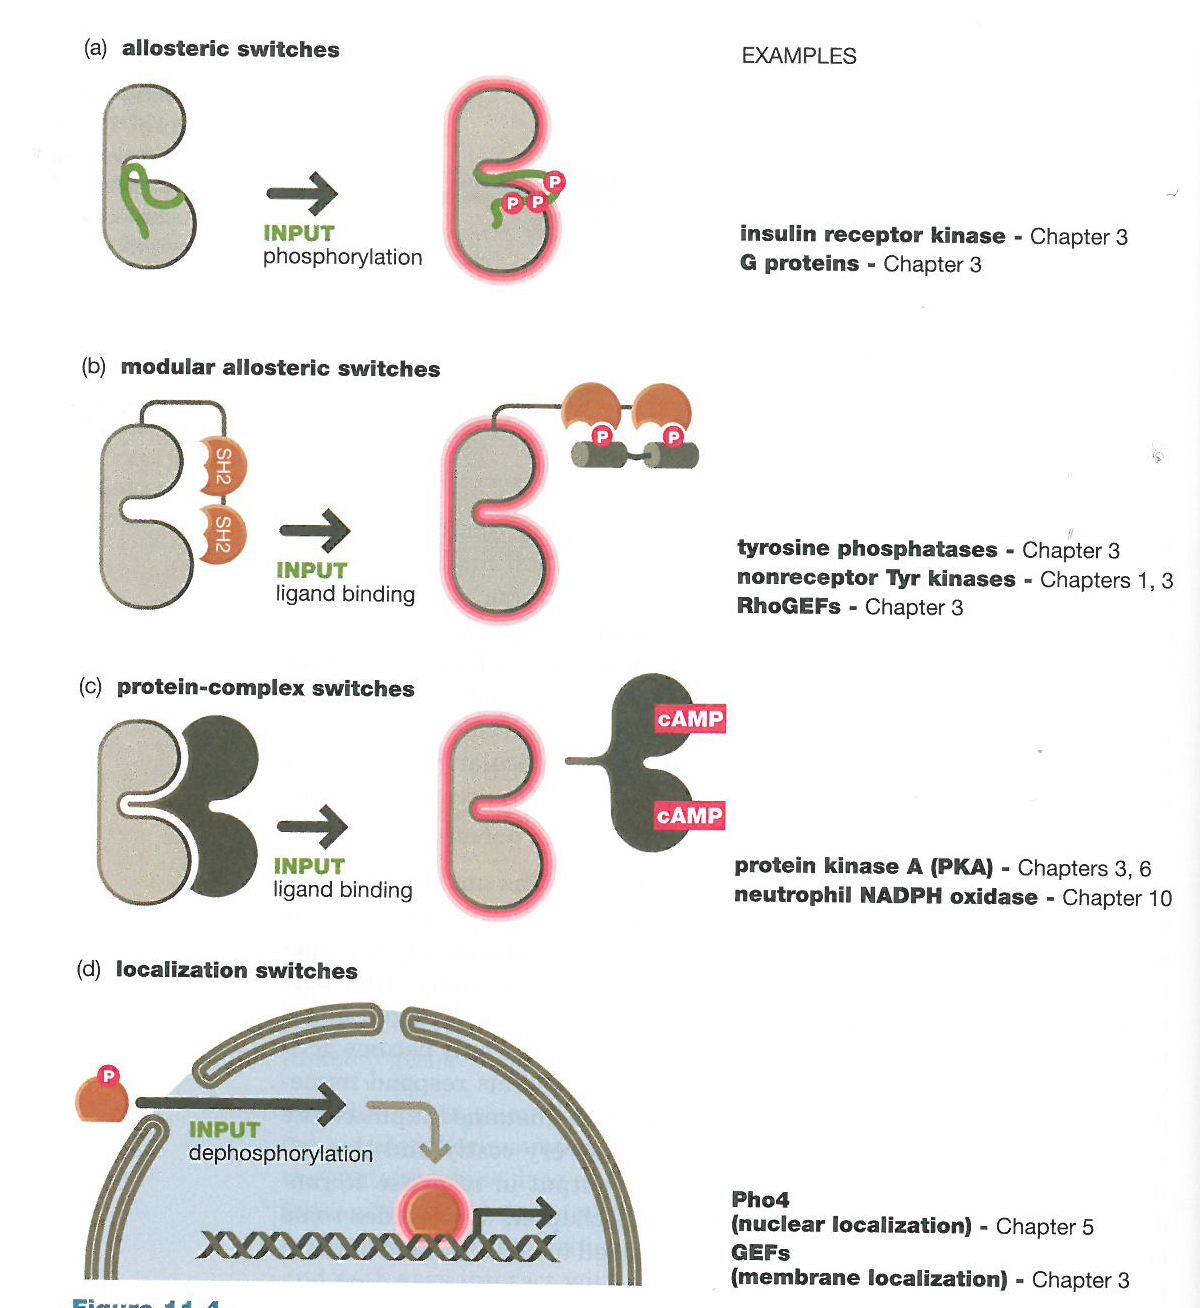 (a) allosteric switches
EXAMPLES
P
P P
INPUT
phosphorylation
insulin receptor kinase - Chapter 3
G proteins - Chapter 3
(b) modular allosteric switches
SH2
SH2
P P
INPUT
ligand binding
tyrosine phosphatases - Chapter 3
nonreceptor Tyr kinases - Chapters 1, 3
RhoGEFs - Chapter 3
(c) protein-complex switches
cAMP
cAMP
INPUT
ligand binding
protein kinase A (PKA) - Chapters 3, 6
neutrophil NADPH oxidase - Chapter 10
(d) localization switches
P
INPUT
dephosphorylation
Pho4
(nuclear localization) - Chapter 5
GEFs
(membrane localization) - Chapter 3
Figure 11.4